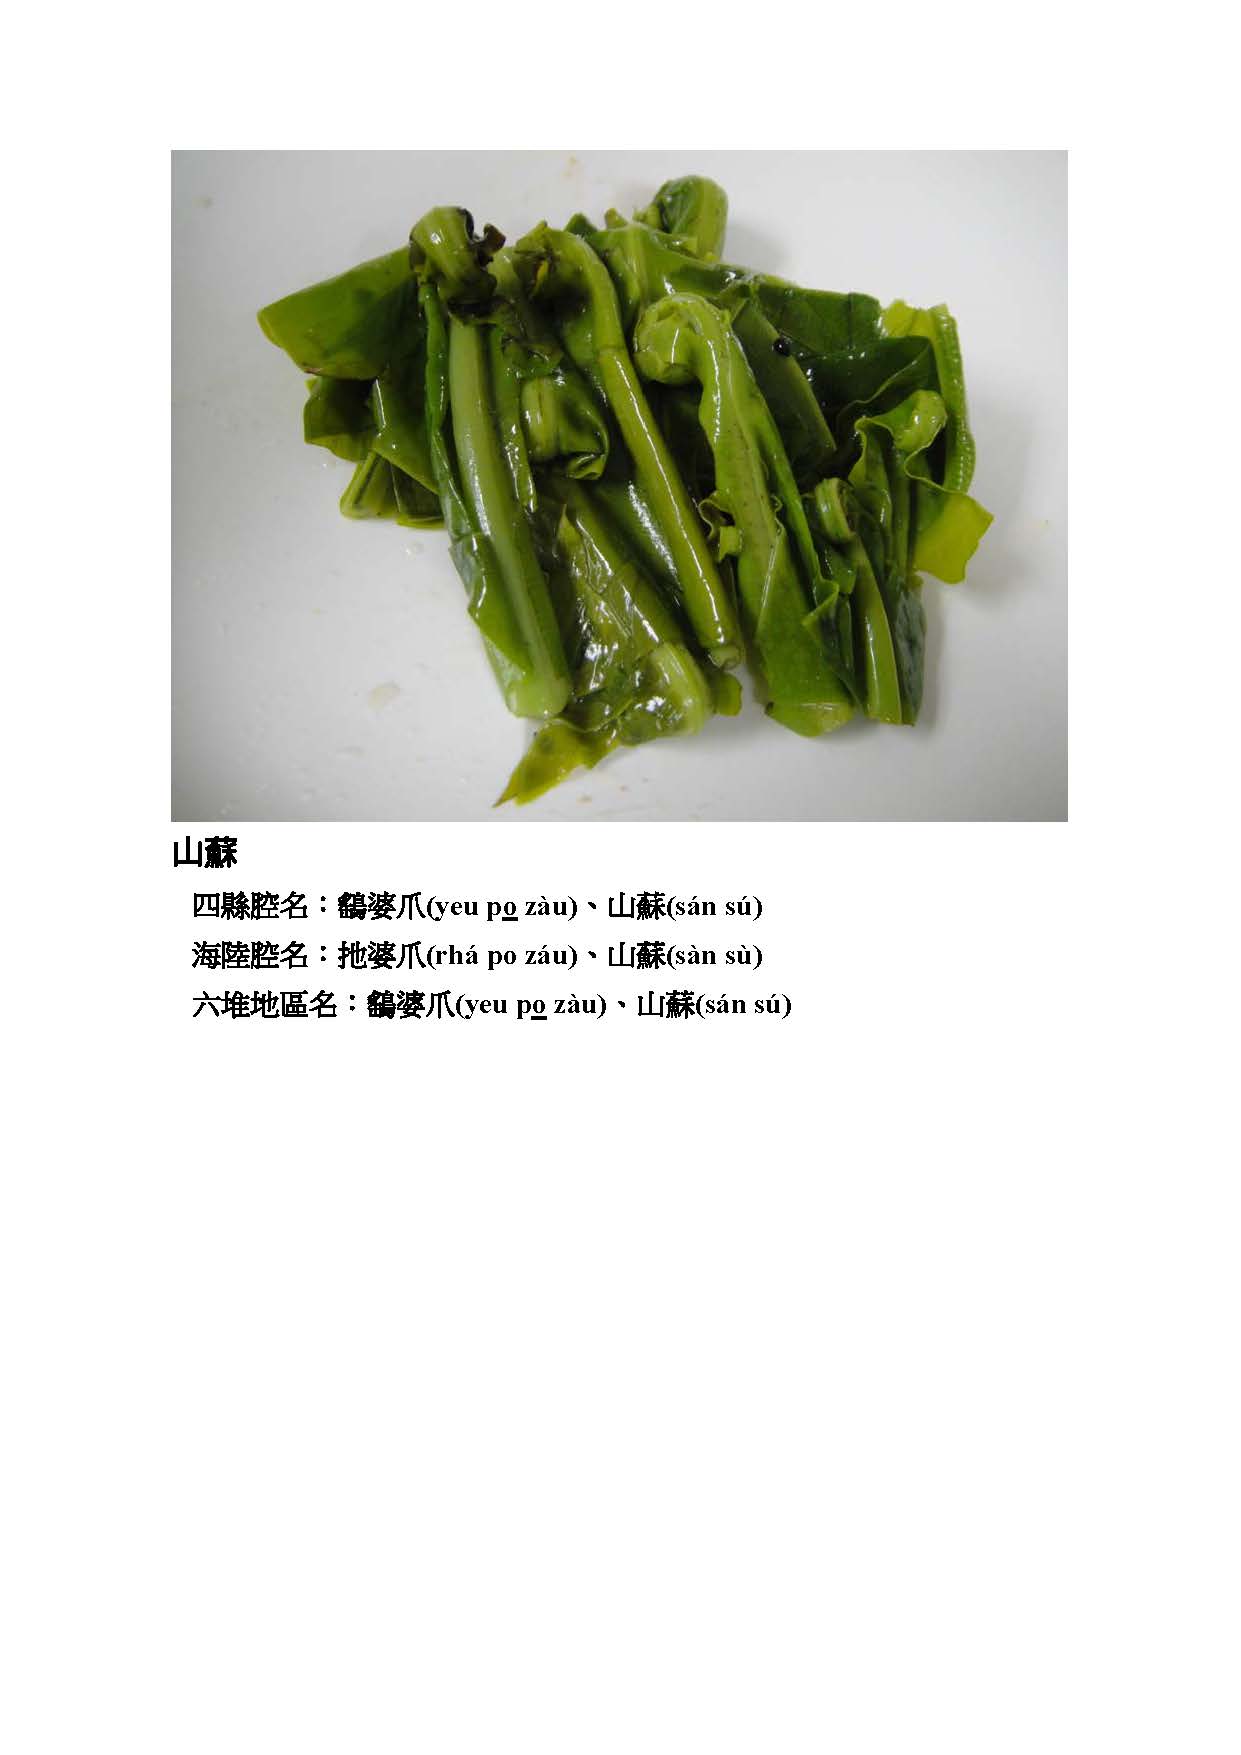 山蘇
四縣腔名：鷂婆爪(yeu po zàu)、山蘇(sán sú)
海陸腔名：扡婆爪(rhá po záu)、山蘇(sàn sù)
六堆地區名：鷂婆爪(yeu po zàu)、山蘇(sán sú)